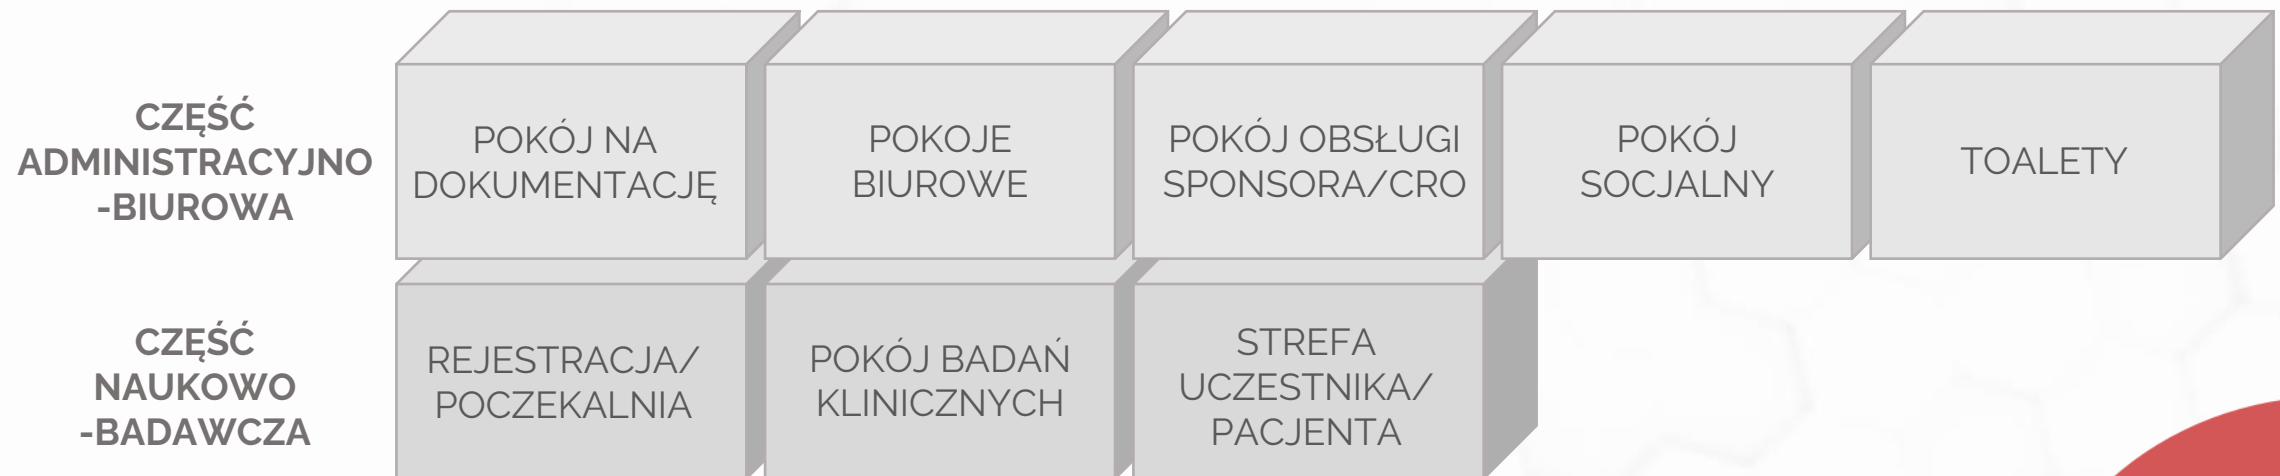 CZĘŚĆ
ADMINISTRACYJNO
-BIUROWA
POKÓJ NA
DOKUMENTACJĘ
POKOJE
BIUROWE
POKÓJ OBSŁUGI
SPONSORA/CRO
POKÓJ
SOCJALNY
TOALETY
CZĘŚĆ
NAUKOWO
-BADAWCZA
REJESTRACJA/
POCZEKALNIA
POKÓJ BADAŃ
KLINICZNYCH
STREFA
UCZESTNIKA/
PACJENTA